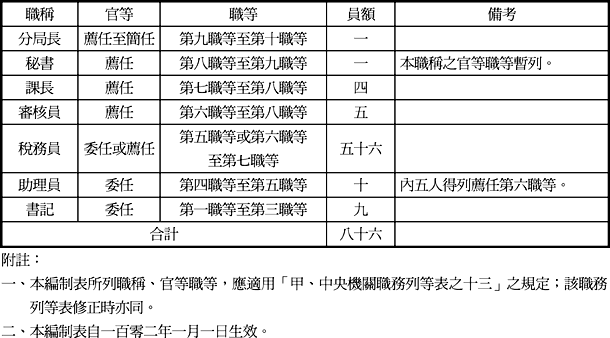 職稱 官等 職等 員額 備考
分局長 薦任至簡任 第九職等至第十職等 一
秘書 薦任 第八職等至第九職等 一 本職稱之官等職等暫列。
課長 薦任 第七職等至第八職等 四
審核員 薦任 第六職等至第八職等 五
稅務員 委任或薦任 第五職等或第六職等 五十六
至第七職等
助理員 委任 第四職等至第五職等 十 內五人得列薦任第六職等。
書記 委任 第一職等至第三職等 九
合計 八十六
附註：
一、本編制表所列職稱、官等職等，應適用「甲、中央機關職務列等表之十三」之規定；該職務
列等表修正時亦同。
二、本編制表自一百零二年一月一日生效。